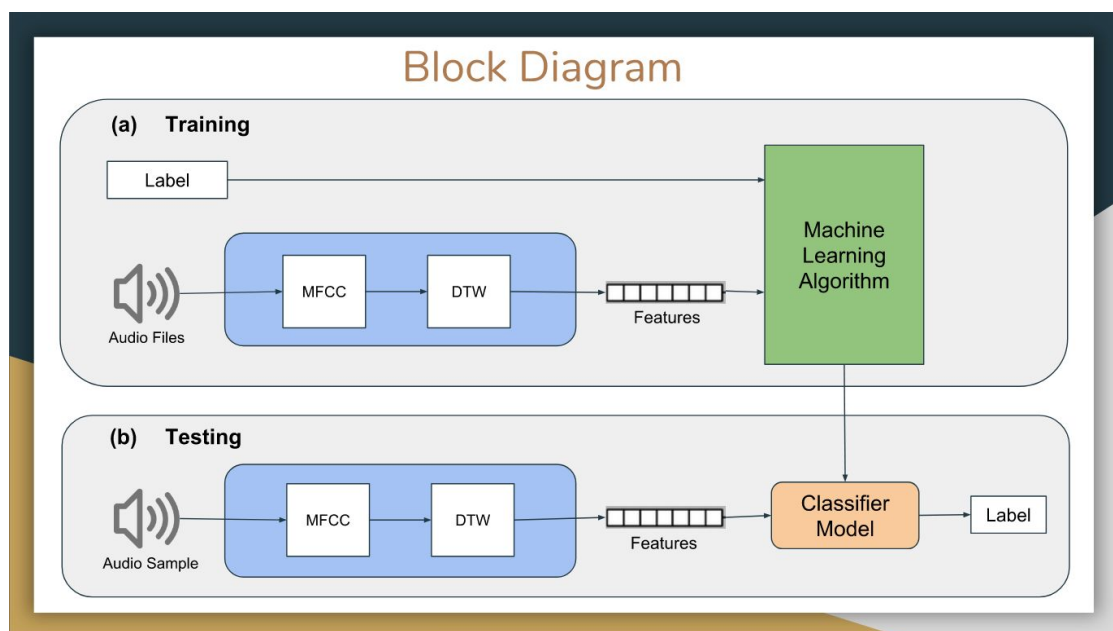 Block Diagram
(a) Training
Label
Machine
Learning
Algorithm
MFCC
DTW
Features
Audio Files
(b) Testing
MFCC
DTW
Features
Classifier
Model
Label
Audio Sample